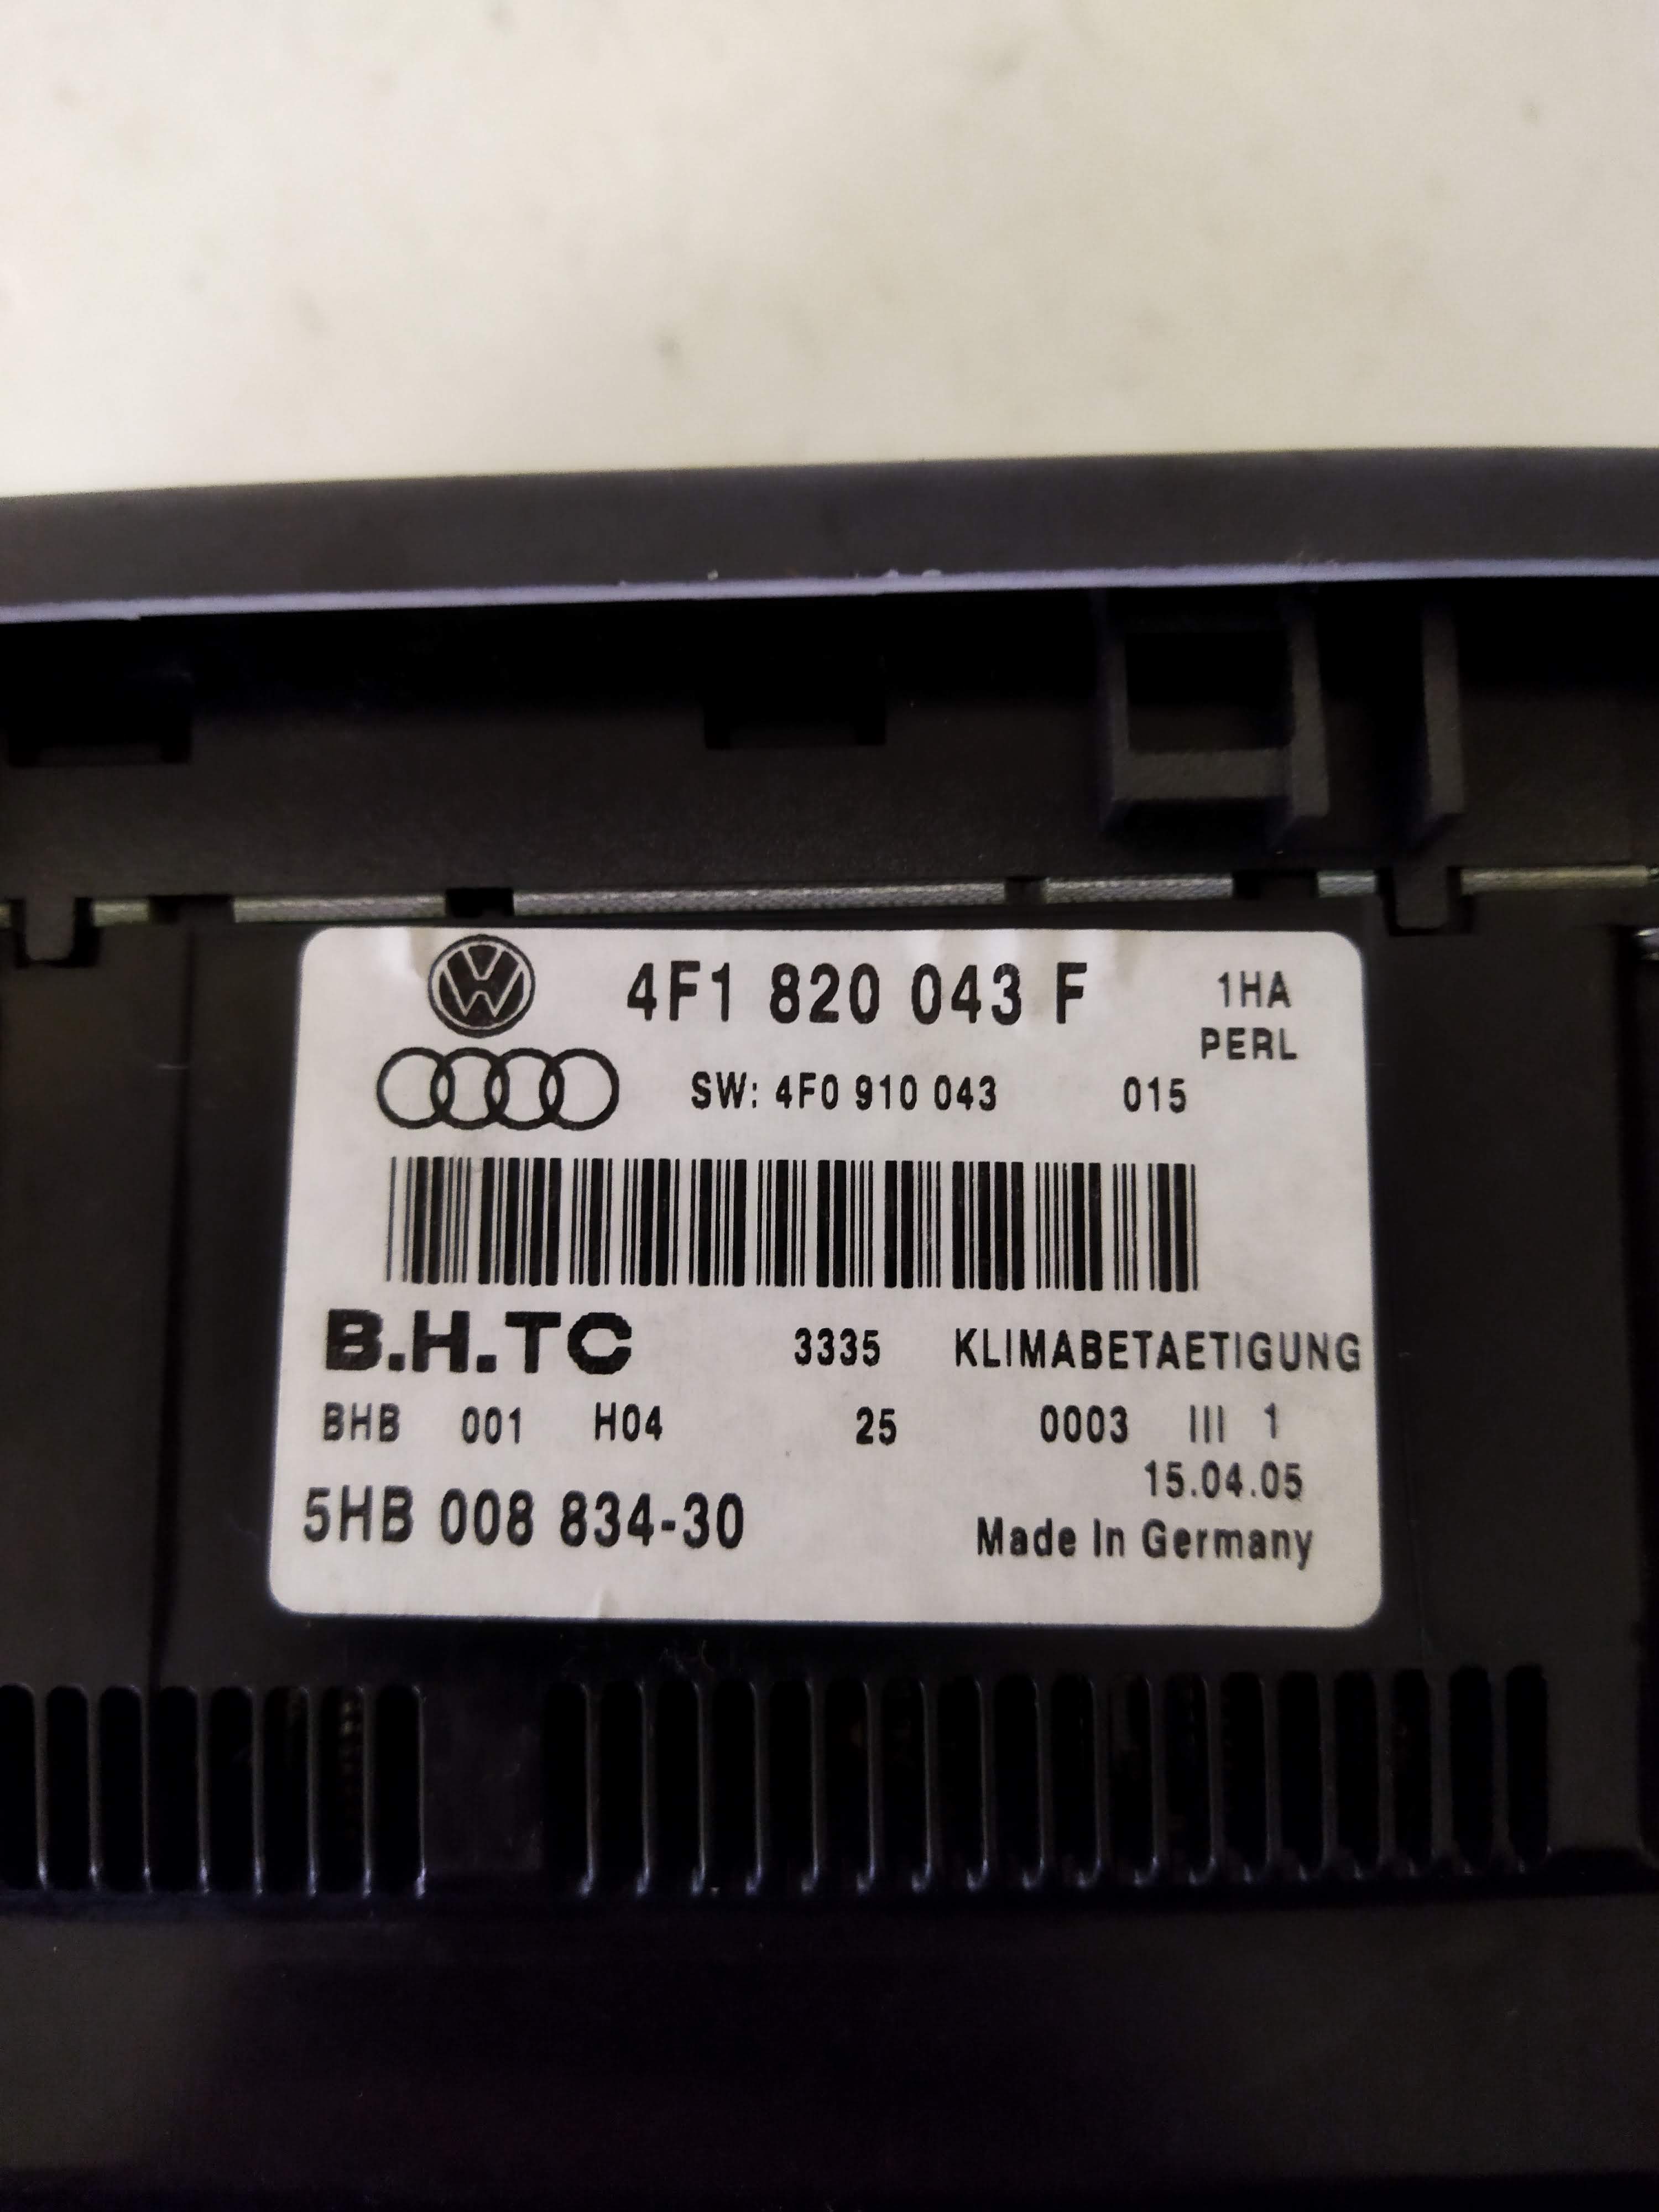 4F1 820 043 F 1HA
PERL
SW: 4F0 910 043 015
B.H.TC 3335 KLIMABETAETIGUNG
BHB 001 H04 25 0003 III 1
15.04.05
5HB 008 834-30
Made In Germany